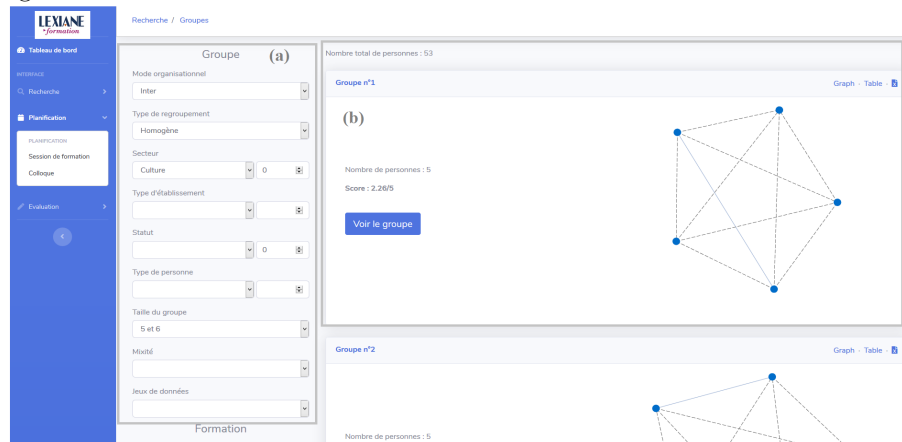 LEXIANE
formation
Tableau de bord
INTERFACE
Recherche
Planification
PLANIFICATION
Session de formation
Colloque
Evaluation
Recherche / Groupes
Groupe (a)
Mode organisationnel
Inter
Type de regroupement
Homogène
Secteur
Culture 0
Type d'établissement
Statut
0
Type de personne
Taille du groupe
5 et 6
Mixité
Jeux de données
Formation
Nombre total de personnes : 53
Groupe n°1 Graph - Table -
(b)
Nombre de personnes : 5
Score : 2.26/5
Voir le groupe
Groupe n°2 Graph - Table -
Nombre de personnes : 5